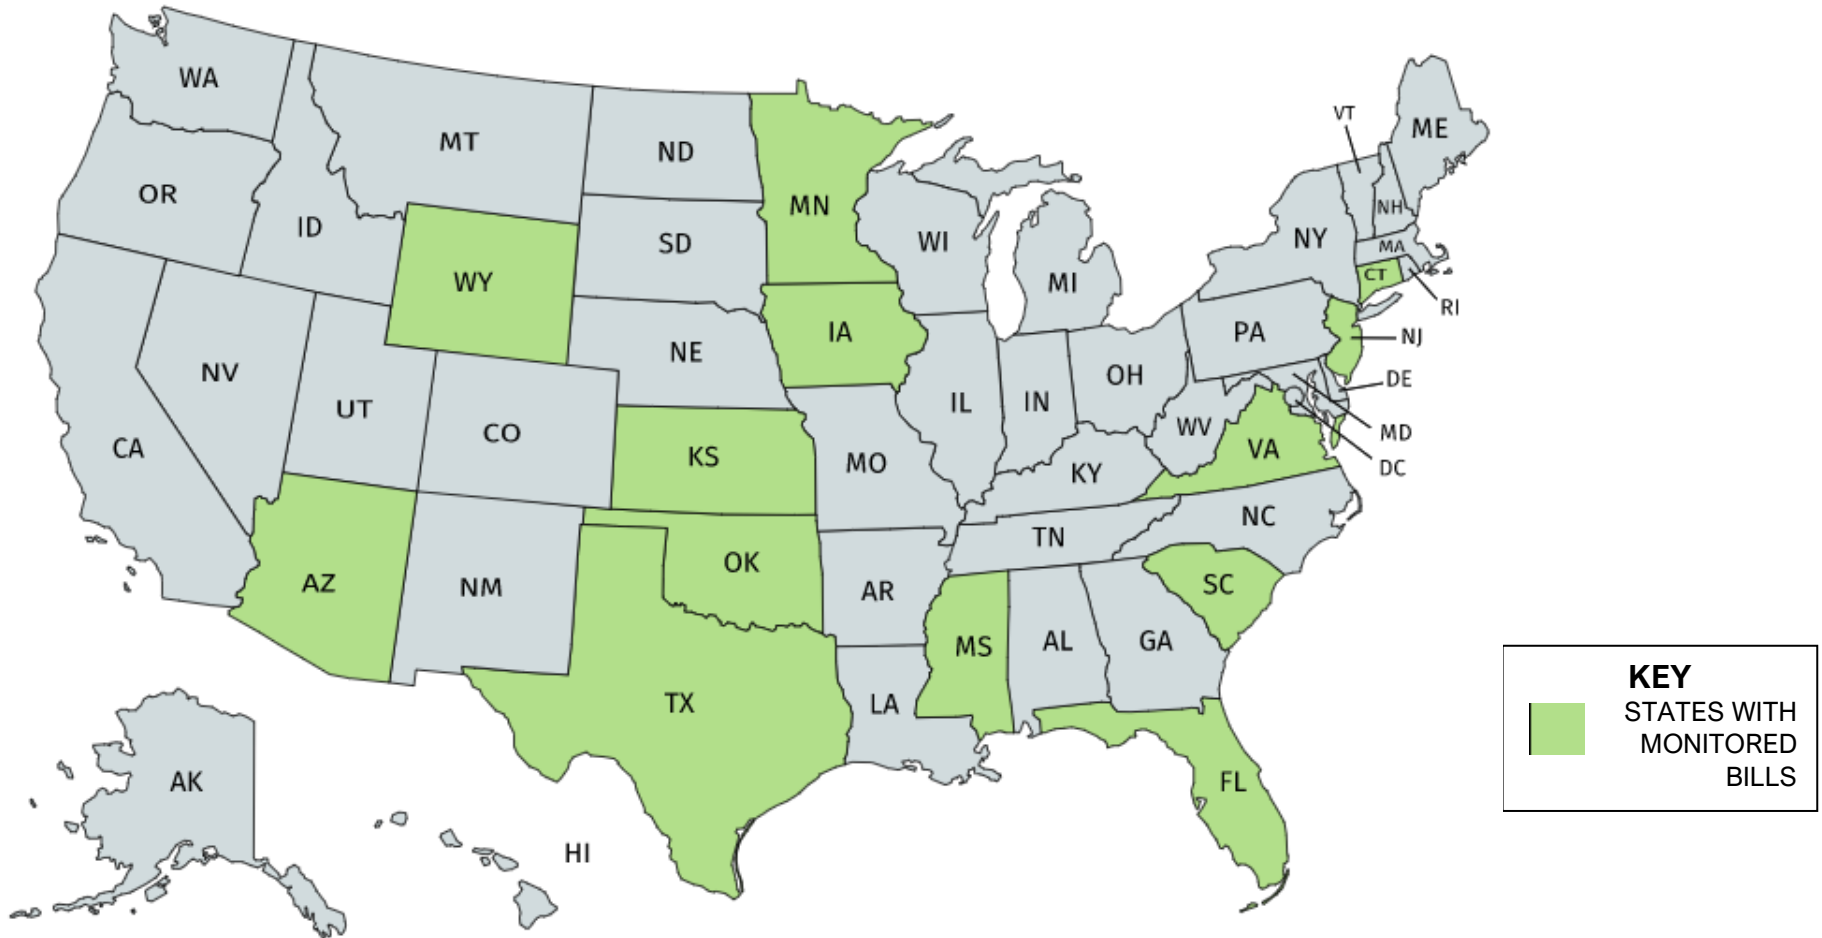 WA
MT
ND
MN
VT
ME
OR
ID
SD
WI
MI
NY
NH
MA
CT
RI
WY
IA
NE
PA
NJ
NV
UT
CO
IL
IN
OH
DE
CA
KS
MO
KY
WV
VA
MD
DC
AZ
NM
OK
AR
TN
NC
SC
TX
LA
MS
AL
GA
FL
AK
HI
KEY
STATES WITH
MONITORED
BILLS